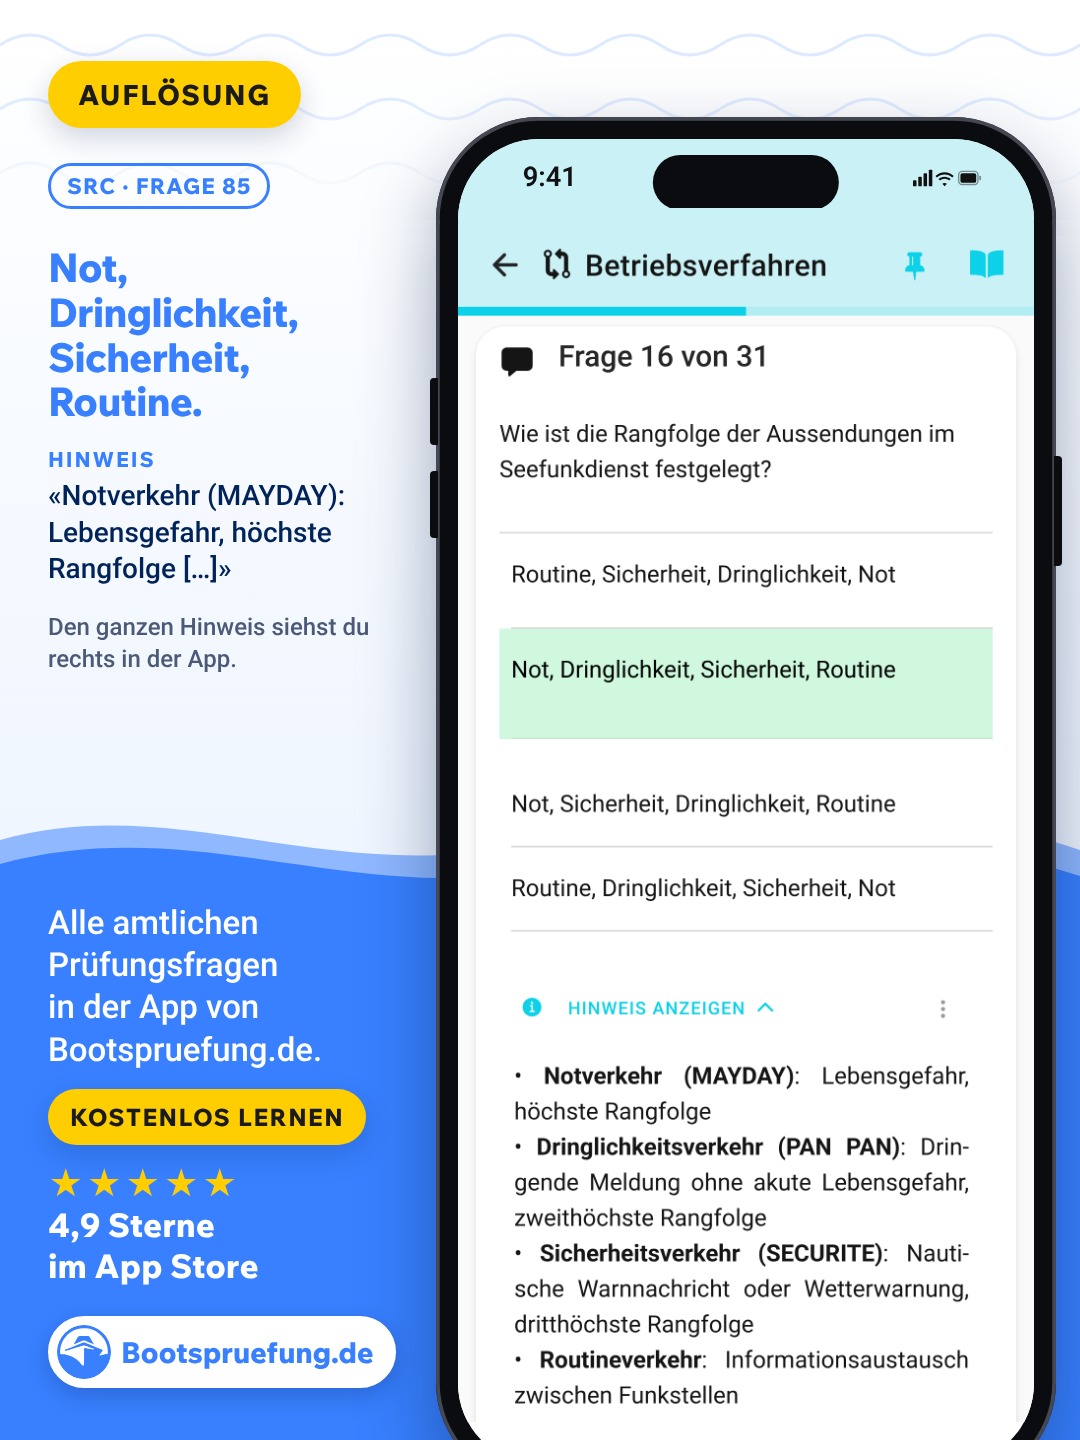 AUFLÖSUNG
SRC · FRAGE 85
Not,
Dringlichkeit,
Sicherheit,
Routine.
HINWEIS
«Notverkehr (MAYDAY):
Lebensgefahr, höchste
Rangfolge [...]»
Den ganzen Hinweis siehst du
rechts in der App.
Alle amtlichen
Prüfungsfragen
in der App von
Bootspruefung.de.
KOSTENLOS LERNEN
★★★★★
4,9 Sterne
im App Store
Bootspruefung.de
9:41
Betriebsverfahren
Frage 16 von 31
Wie ist die Rangfolge der Aussendungen im
Seefunkdienst festgelegt?
Routine, Sicherheit, Dringlichkeit, Not
Not, Dringlichkeit, Sicherheit, Routine
Not, Sicherheit, Dringlichkeit, Routine
Routine, Dringlichkeit, Sicherheit, Not
HINWEIS ANZEIGEN
• Notverkehr (MAYDAY): Lebensgefahr,
höchste Rangfolge
• Dringlichkeitsverkehr (PAN PAN): Drin-
gende Meldung ohne akute Lebensgefahr,
zweithöchste Rangfolge
• Sicherheitsverkehr (SECURITE): Nauti-
sche Warnnachricht oder Wetterwarnung,
dritthöchste Rangfolge
• Routineverkehr: Informationsaustausch
zwischen Funkstellen